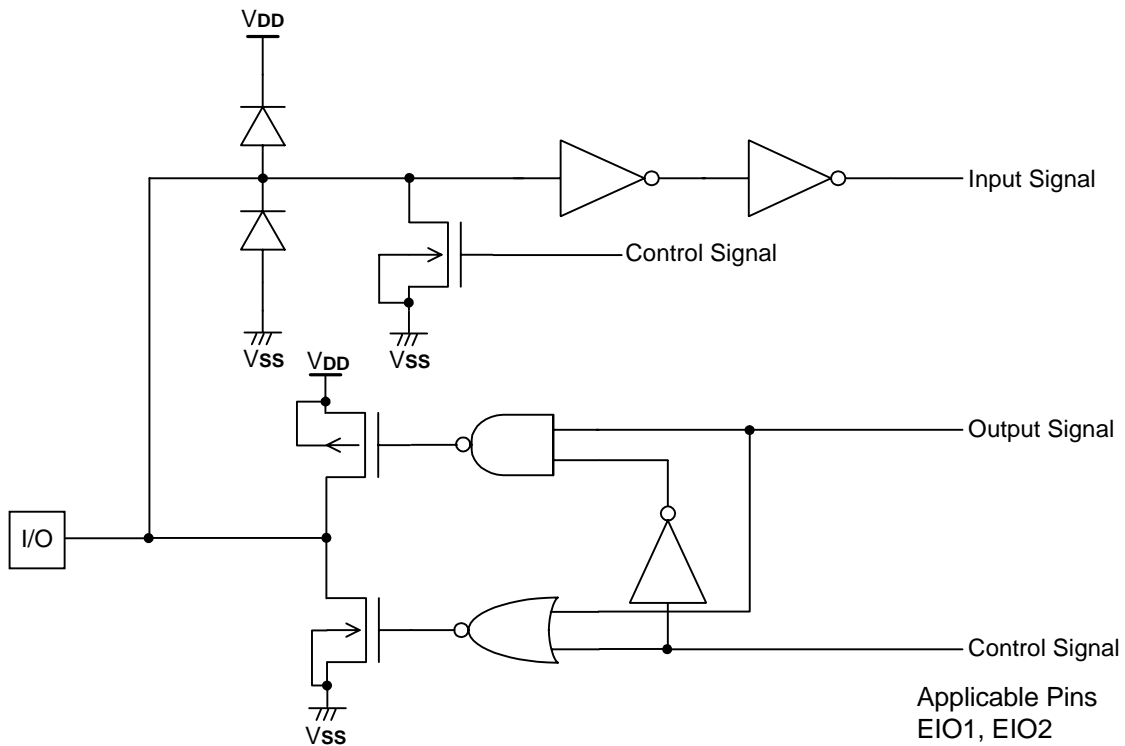 VDD
Input Signal
Control Signal
VSS
VSS
VDD
Output Signal
I/O
Control Signal
VSS
Applicable Pins
EIO1, EIO2